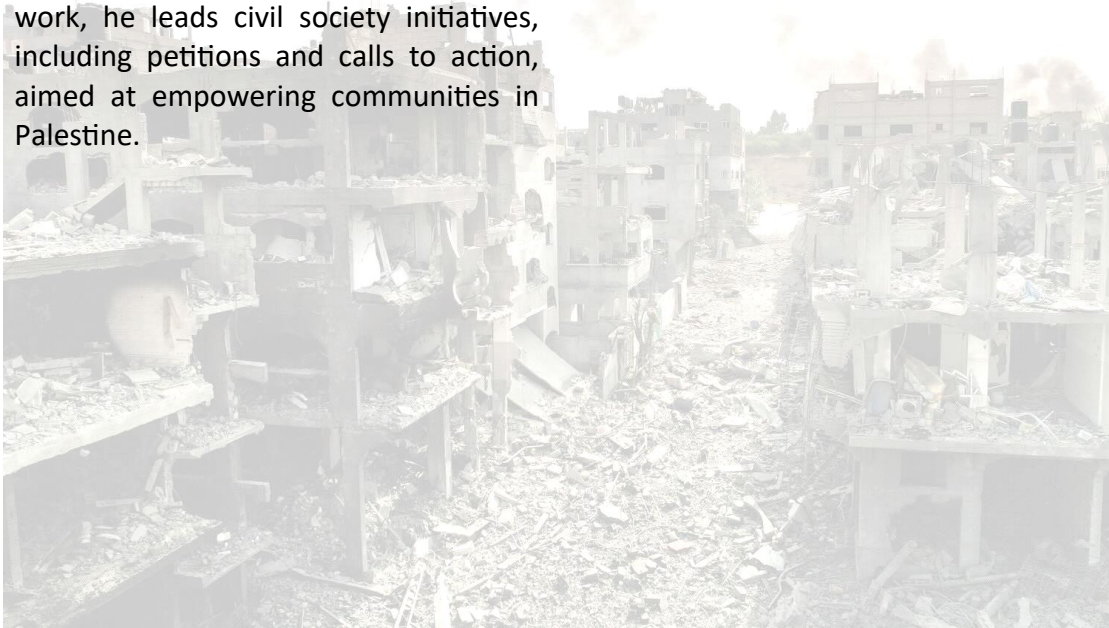 work, he leads civil society initiatives,
including petitions and calls to action,
aimed at empowering communities in
Palestine.